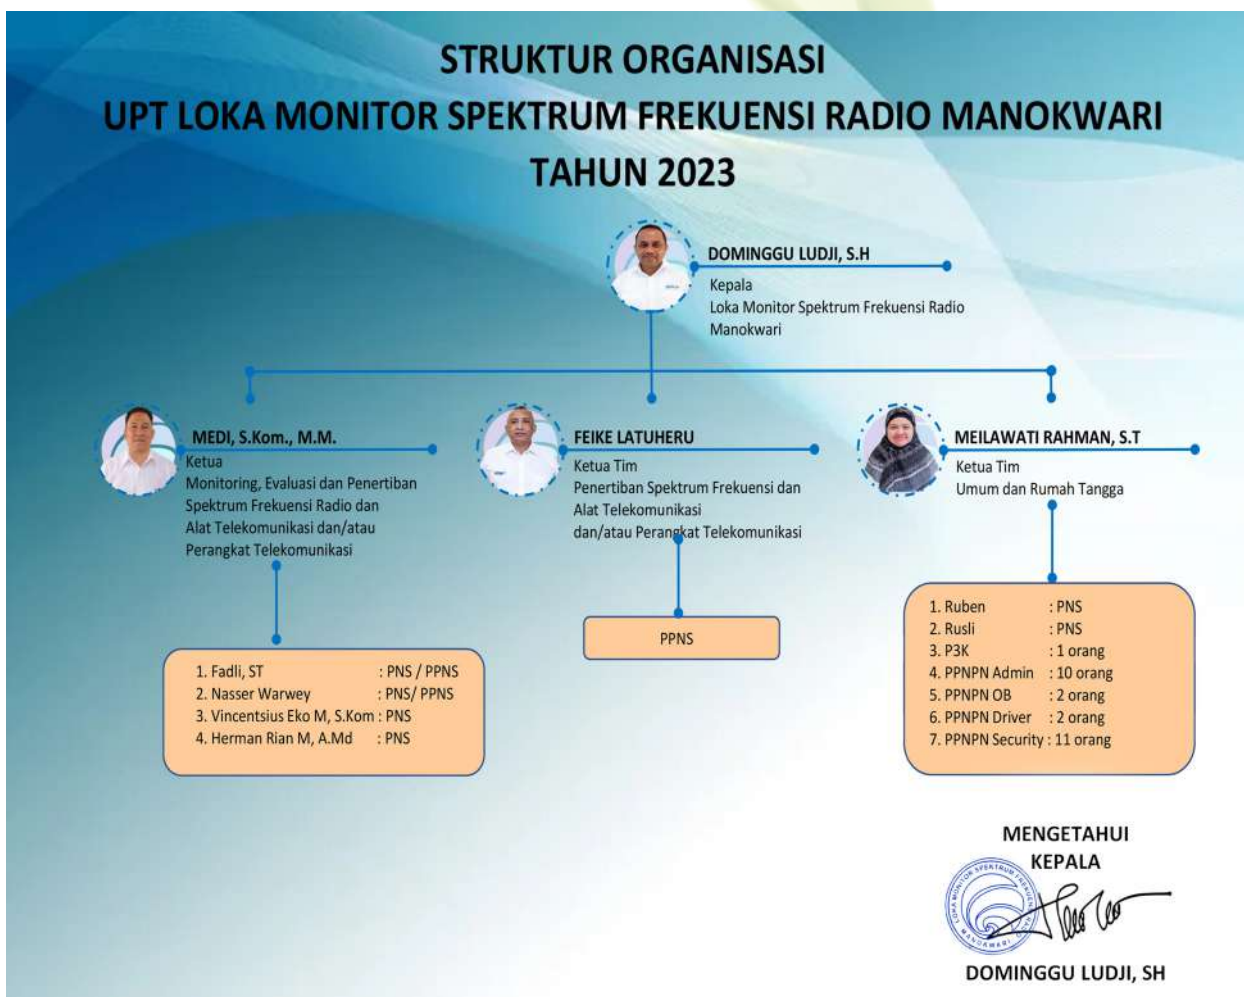 STRUKTUR ORGANISASI
UPT LOKA MONITOR SPEKTRUM FREKUENSI RADIO MANOKWARI
TAHUN 2023
DOMINGGU LUDJI, S.H
Kepala
Loka Monitor Spektrum Frekuensi Radio
Manokwari
MEDI, S.Kom., M.M.
Ketua
Monitoring, Evaluasi dan Penertiban
Spektrum Frekuensi Radio dan
Alat Telekomunikasi dan/atau
Perangkat Telekomunikasi
FEIKE LATUHERU
Ketua Tim
Penertiban Spektrum Frekuensi dan
Alat Telekomunikasi
dan/atau Perangkat Telekomunikasi
MEILAWATI RAHMAN, S.T
Ketua Tim
Umum dan Rumah Tangga
1. Fadli, ST : PNS / PPNS
2. Nasser Warwey : PNS/ PPNS
3. Vincentsius Eko M, S.Kom : PNS
4. Herman Rian M, A.Md : PNS
PPNS
1. Ruben : PNS
2. Rusli : PNS
3. P3K : 1 orang
4. PPNPN Admin : 10 orang
5. PPNPN OB : 2 orang
6. PPNPN Driver : 2 orang
7. PPNPN Security : 11 orang
MENGETAHUI
KEPALA
LOKA MONITOR SPEKTRUM FREKUENSI
MANOKWARI
DOMINGGU LUDJI, SH